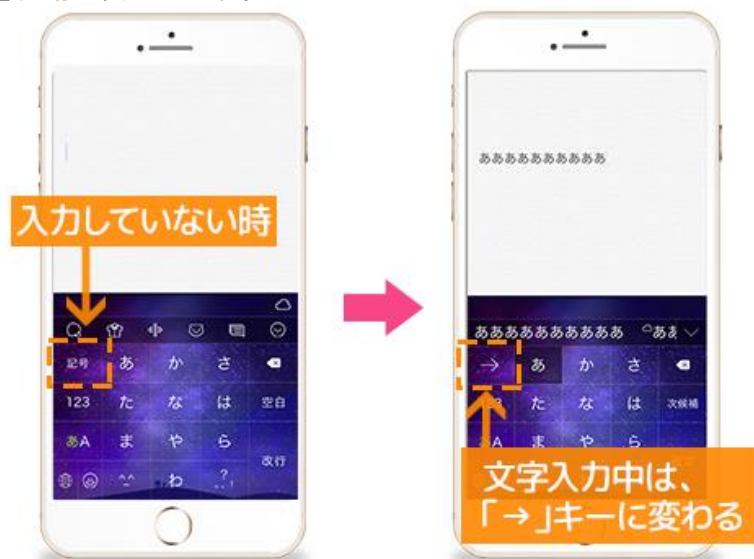 入力していない時
記号 あ か さ
123 た な は 空白
あA ま や ら
改行
^^ わ ?
ああああああああああ
ああああああああああ
→ あ か さ
た な は 次候補
ま や ら
文字入力中は、
「→」キーに変わる